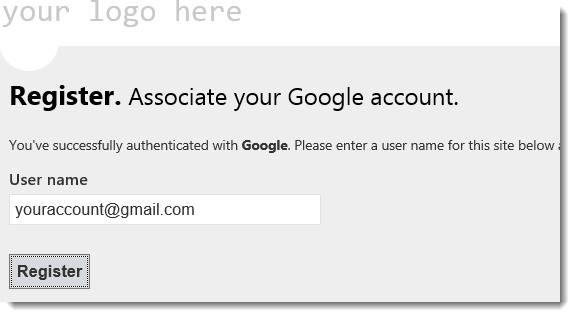 your logo here
Register. Associate your Google account.
You've successfully authenticated with Google. Please enter a user name for this site below
User name
youraccount@gmail.com
Register